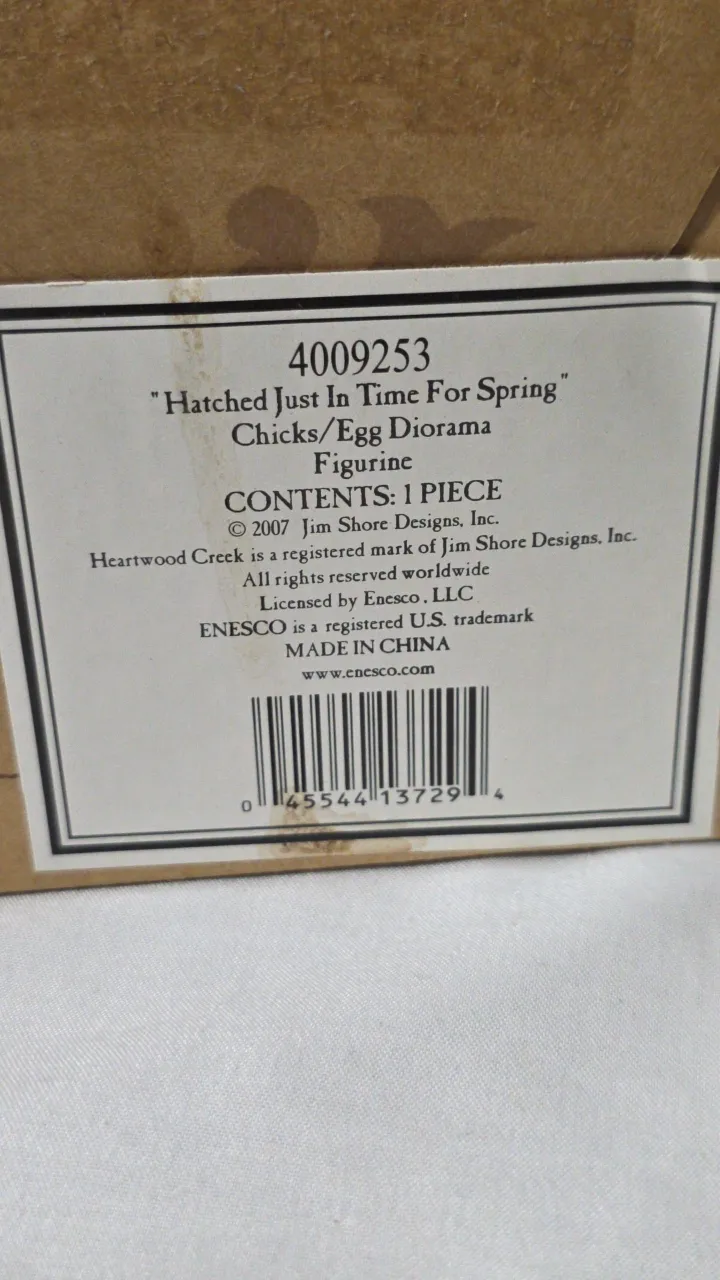 4009253
"Hatched Just In Time For Spring"
Chicks/Egg Diorama
Figurine
CONTENTS: 1 PIECE
© 2007 Jim Shore Designs, Inc.
Heartwood Creek is a registered mark of Jim Shore Designs, Inc.
All rights reserved worldwide
Licensed by Enesco, LLC
ENESCO is a registered U.S. trademark
MADE IN CHINA
www.enesco.com
0 45544 13729 4